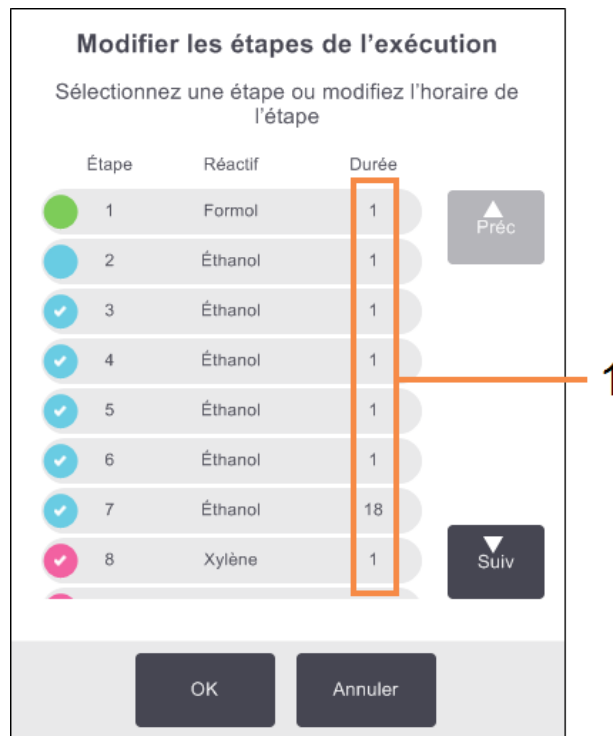 Modifier les étapes de l’exécution
Sélectionnez une étape ou modifiez l’horaire de
l’étape
Étape Réactif Durée
1 Formol 1
Préc
2 Éthanol 1
3 Éthanol 1
4 Éthanol 1
1
5 Éthanol 1
6 Éthanol 1
7 Éthanol 18
8 Xylène 1
Suiv
OK Annuler